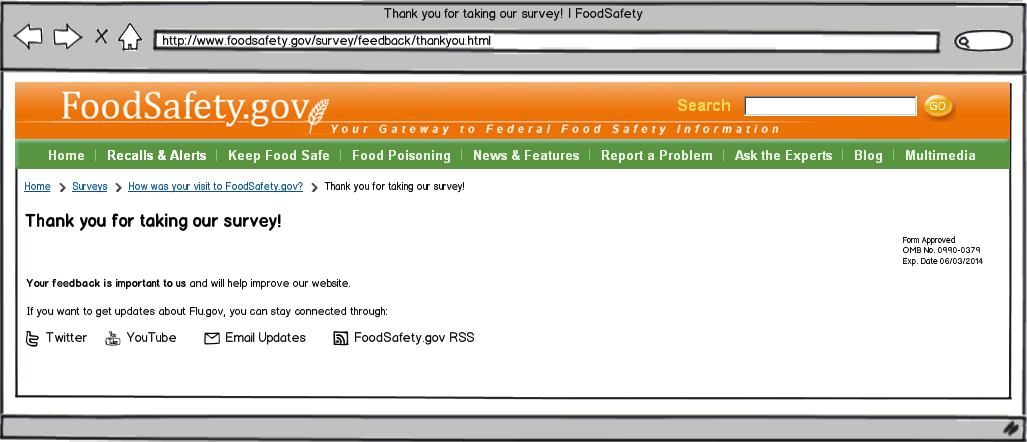 Thank you for taking our survey! | FoodSafety
X
http://www.foodsafety.gov/survey/feedback/thankyou.html
FoodSafety.gov
Search
GO
Your Gateway to Federal Food Safety Information
Home | Recalls & Alerts | Keep Food Safe | Food Poisoning | News & Features | Report a Problem | Ask the Experts | Blog | Multimedia
Home > Surveys > How was your visit to FoodSafety.gov? > Thank you for taking our survey!
Thank you for taking our survey!
Form Approved
OMB No. 0990-0379
Exp. Date 06/03/2014
Your feedback is important to us and will help improve our website.
If you want to get updates about Flu.gov, you can stay connected through:
Twitter YouTube Email Updates FoodSafety.gov RSS